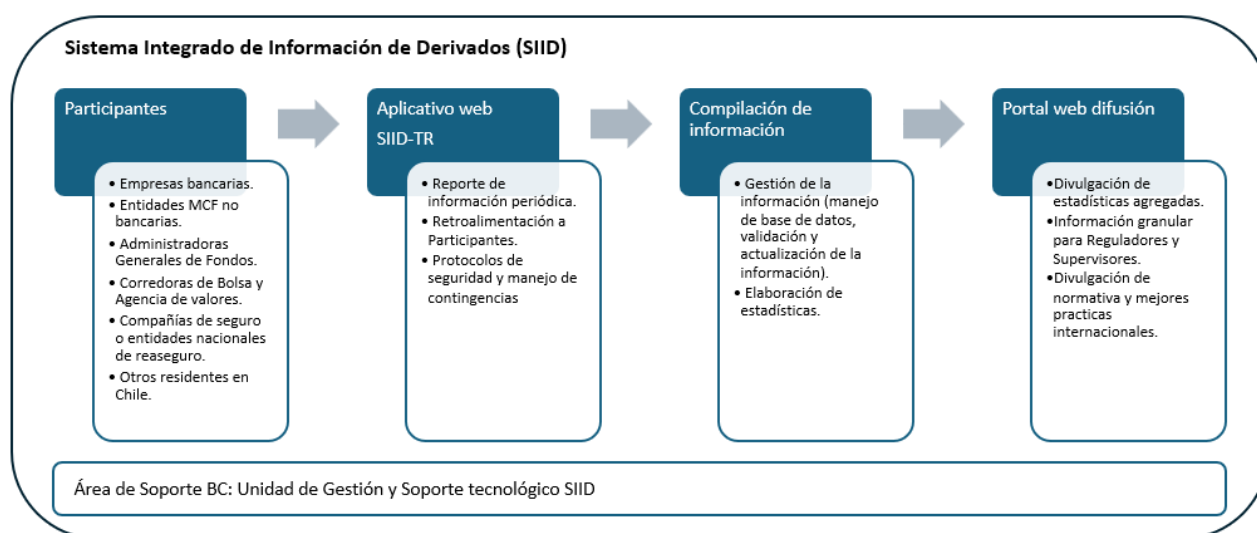 Sistema Integrado de Información de Derivados (SIID)
Participantes
• Empresas bancarias.
• Entidades MCF no
bancarias.
• Administradoras
Generales de Fondos.
• Corredoras de Bolsa y
Agencia de valores.
• Compañías de seguro
o entidades nacionales
de reaseguro.
• Otros residentes en
Chile.
Aplicativo web
SIID-TR
• Reporte de
información periódica.
• Retroalimentación a
Participantes.
• Protocolos de
seguridad y manejo de
contingencias
Compilación de
información
• Gestión de la
información (manejo
de base de datos,
validación y
actualización de la
información).
• Elaboración de
estadísticas.
Portal web difusión
•Divulgación de
estadísticas agregadas.
•Información granular
para Reguladores y
Supervisores.
•Divulgación de
normativa y mejores
practicas
internacionales.
Área de Soporte BC: Unidad de Gestión y Soporte tecnológico SIID